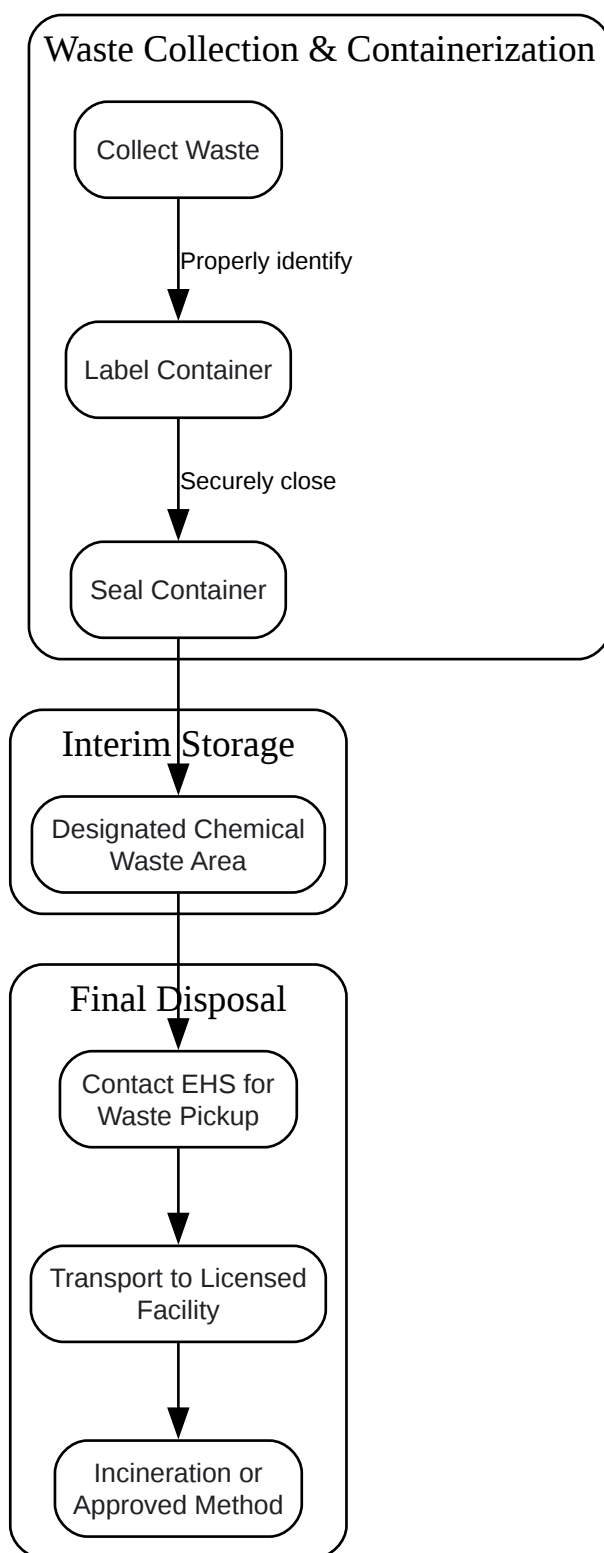 Waste Collection & Containerization
Collect Waste
Properly identify
Label Container
Securely close
Seal Container
Interim Storage
Designated Chemical
Waste Area
Final Disposal
Contact EHS for
Waste Pickup
Transport to Licensed
Facility
Incineration or
Approved Method